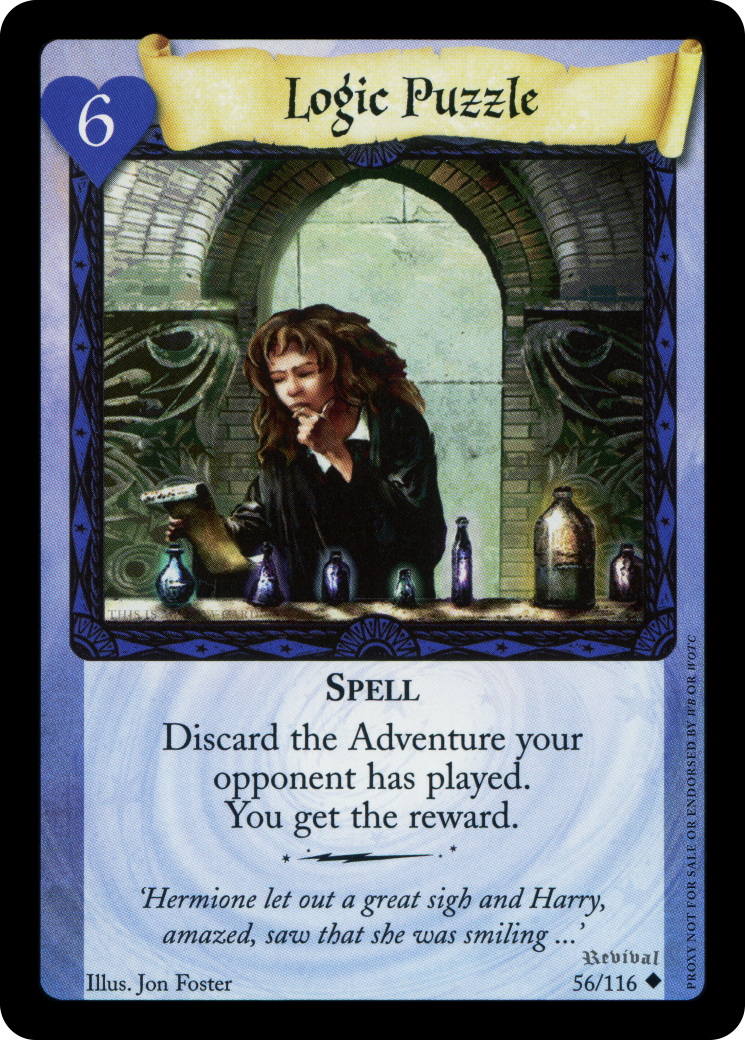 6
Logic Puzzle
THIS IS
SPELL
Discard the Adventure your
opponent has played.
You get the reward.
‘Hermione let out a great sigh and Harry,
amazed, saw that she was smiling ...’
Revival
Illus. Jon Foster
56/116
PROXY NOT FOR SALE OR ENDORSED BY WB OR WOTC